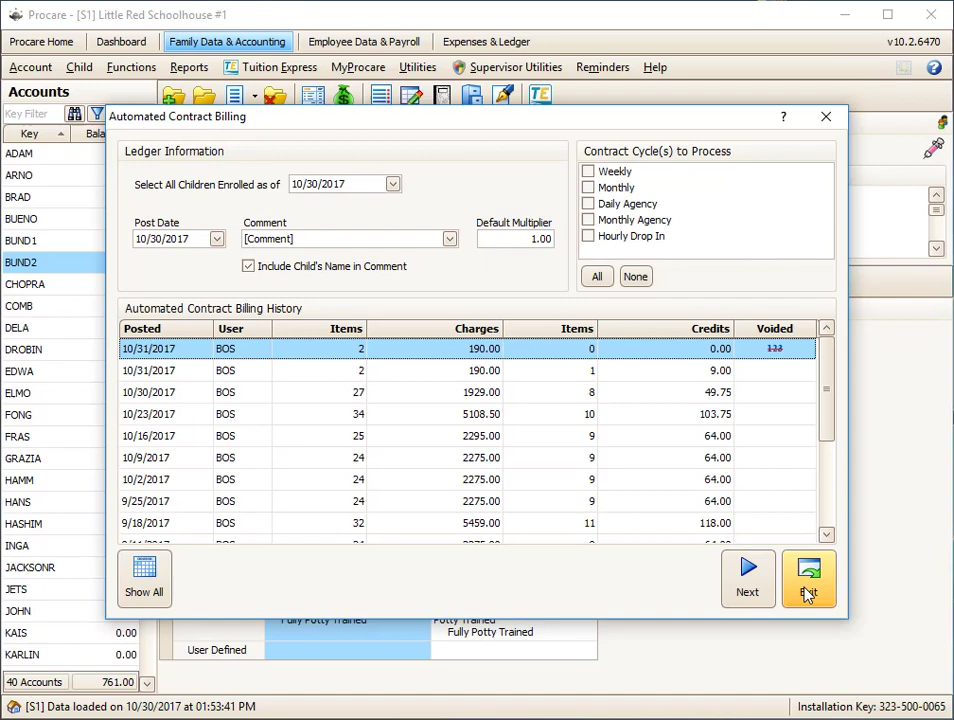 Procare - [S1] Little Red Schoolhouse #1
Procare Home Dashboard Family Data & Accounting Employee Data & Payroll Expenses & Ledger v10.2.6470
Account Child Functions Reports TE Tuition Express MyProcare Utilities Supervisor Utilities Reminders Help ?
Accounts
Key Filter TE
Key Bala
ADAM
ARNO
BRAD
BUENO
BUND1
BUND2
CHOPRA
COMB
DELA
DROBIN
EDWA
ELMO
FONG
FRAS
GRAZIA
HAMM
HANS
HASHIM
INGA
JACKSONR
JETS
JOHN
KAIS 0.00
KARLIN 0.00
40 Accounts 761.00
Automated Contract Billing ?
Ledger Information
Select All Children Enrolled as of 10/30/2017
Post Date Comment Default Multiplier
10/30/2017 [Comment] 1.00
Include Child's Name in Comment
Contract Cycle(s) to Process
Weekly
Monthly
Daily Agency
Monthly Agency
Hourly Drop In
All None
Automated Contract Billing History
Posted User Items Charges Items Credits Voided
10/31/2017 BOS 2 190.00 0 0.00 123
10/31/2017 BOS 2 190.00 1 9.00
10/30/2017 BOS 27 1929.00 8 49.75
10/23/2017 BOS 34 5108.50 10 103.75
10/16/2017 BOS 25 2295.00 9 64.00
10/9/2017 BOS 24 2275.00 9 64.00
10/2/2017 BOS 24 2275.00 9 64.00
9/25/2017 BOS 24 2275.00 9 64.00
9/18/2017 BOS 32 5459.00 11 118.00
Show All Next Exit
Fully Potty Trained Potty Trained
Fully Potty Trained
User Defined
[S1] Data loaded on 10/30/2017 at 01:53:41 PM Installation Key: 323-500-0065